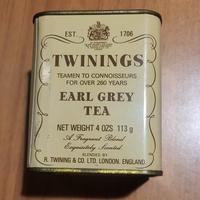 EST. 1706
TWININGS
TEAMEN TO CONNOISSEURS
FOR OVER 260 YEARS
EARL GREY
TEA
NET WEIGHT 4 OZS 113 g
A Fragrant Blend
Exquisitely Scented
BLENDED BY
R. TWINING & CO. LTD. LONDON, ENGLAND.